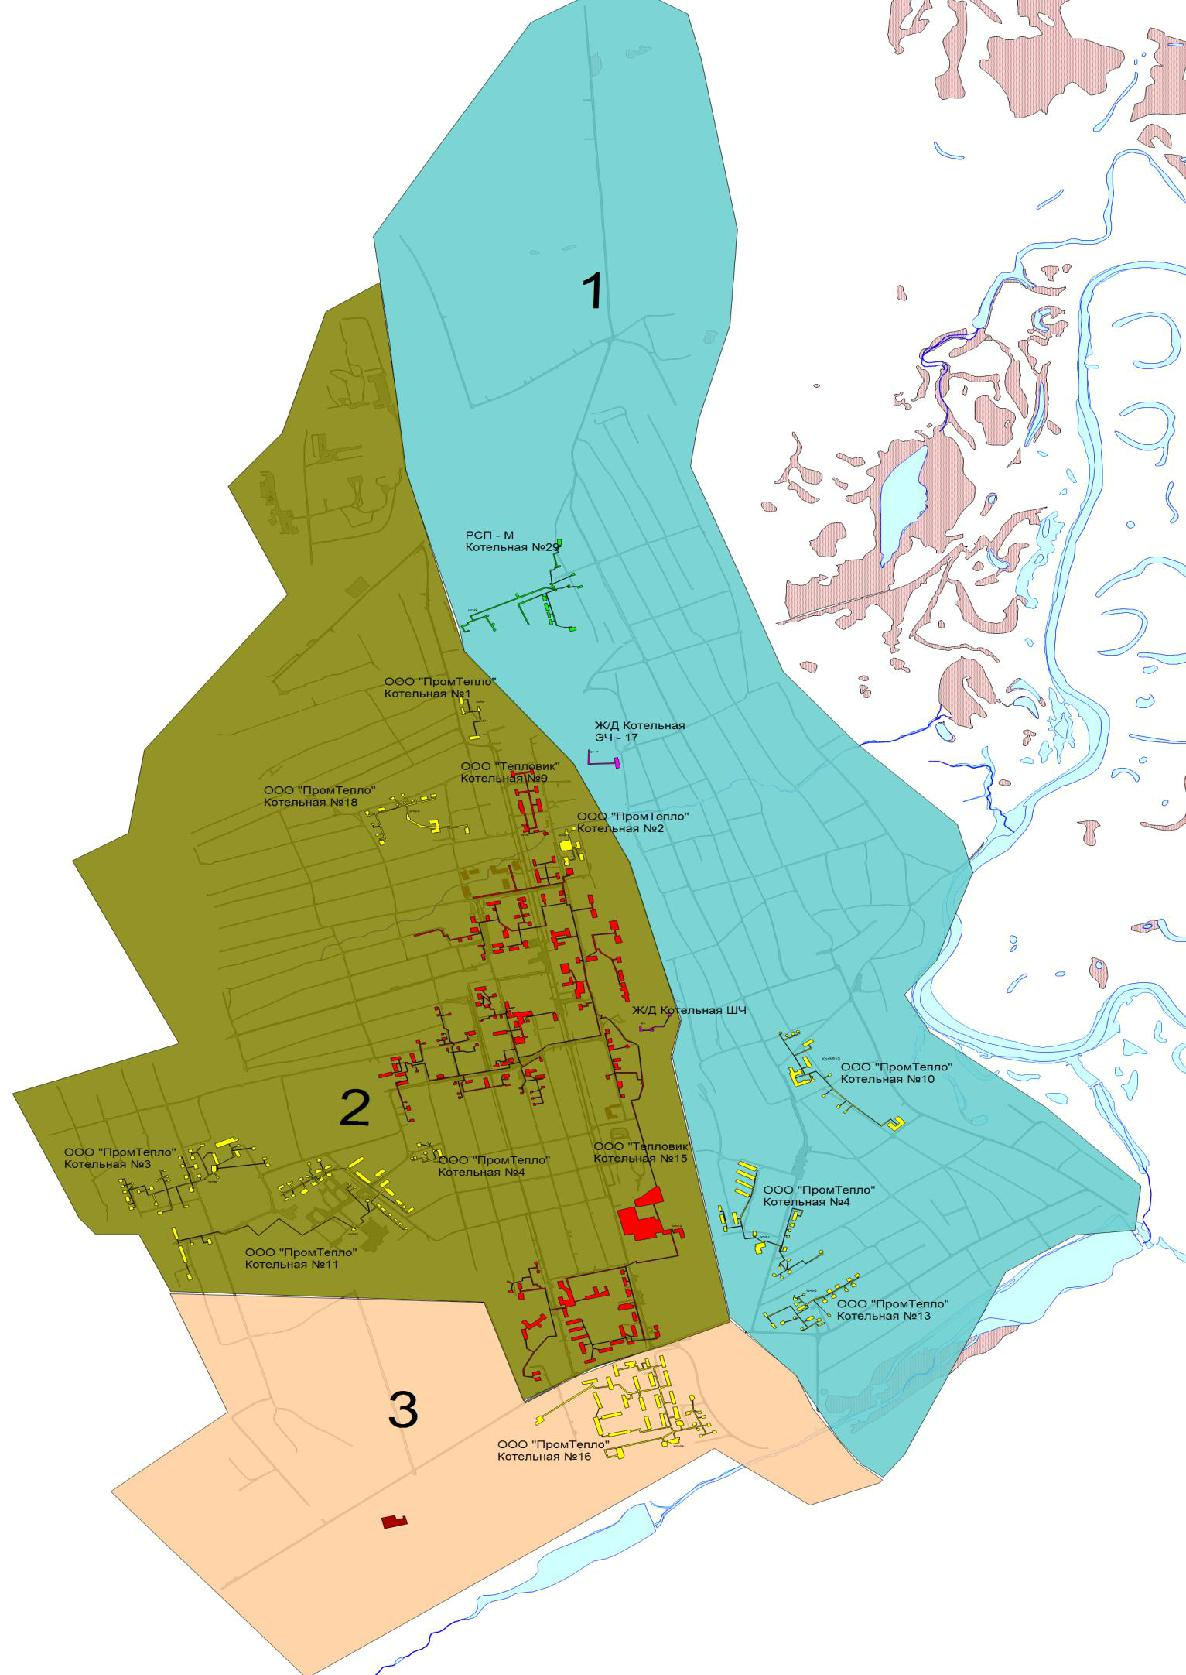 1
РСП - М
Котельная №29
ООО "ПромТепло"
Котельная №1
Ж/Д Котельная
ЭЧ - 17
ООО "Тепловик"
Котельная №9
ООО "ПромТепло"
Котельная №18
ООО "ПромТепло"
Котельная №2
Ж/Д Котельная ШЧ
ООО "ПромТепло"
Котельная №10
2
ООО "ПромТепло"
Котельная №3
ООО "ПромТепло"
Котельная №4
ООО "Тепловик"
Котельная №15
ООО "ПромТепло"
Котельная №4
ООО "ПромТепло"
Котельная №11
ООО "ПромТепло"
Котельная №13
3
ООО "ПромТепло"
Котельная №16